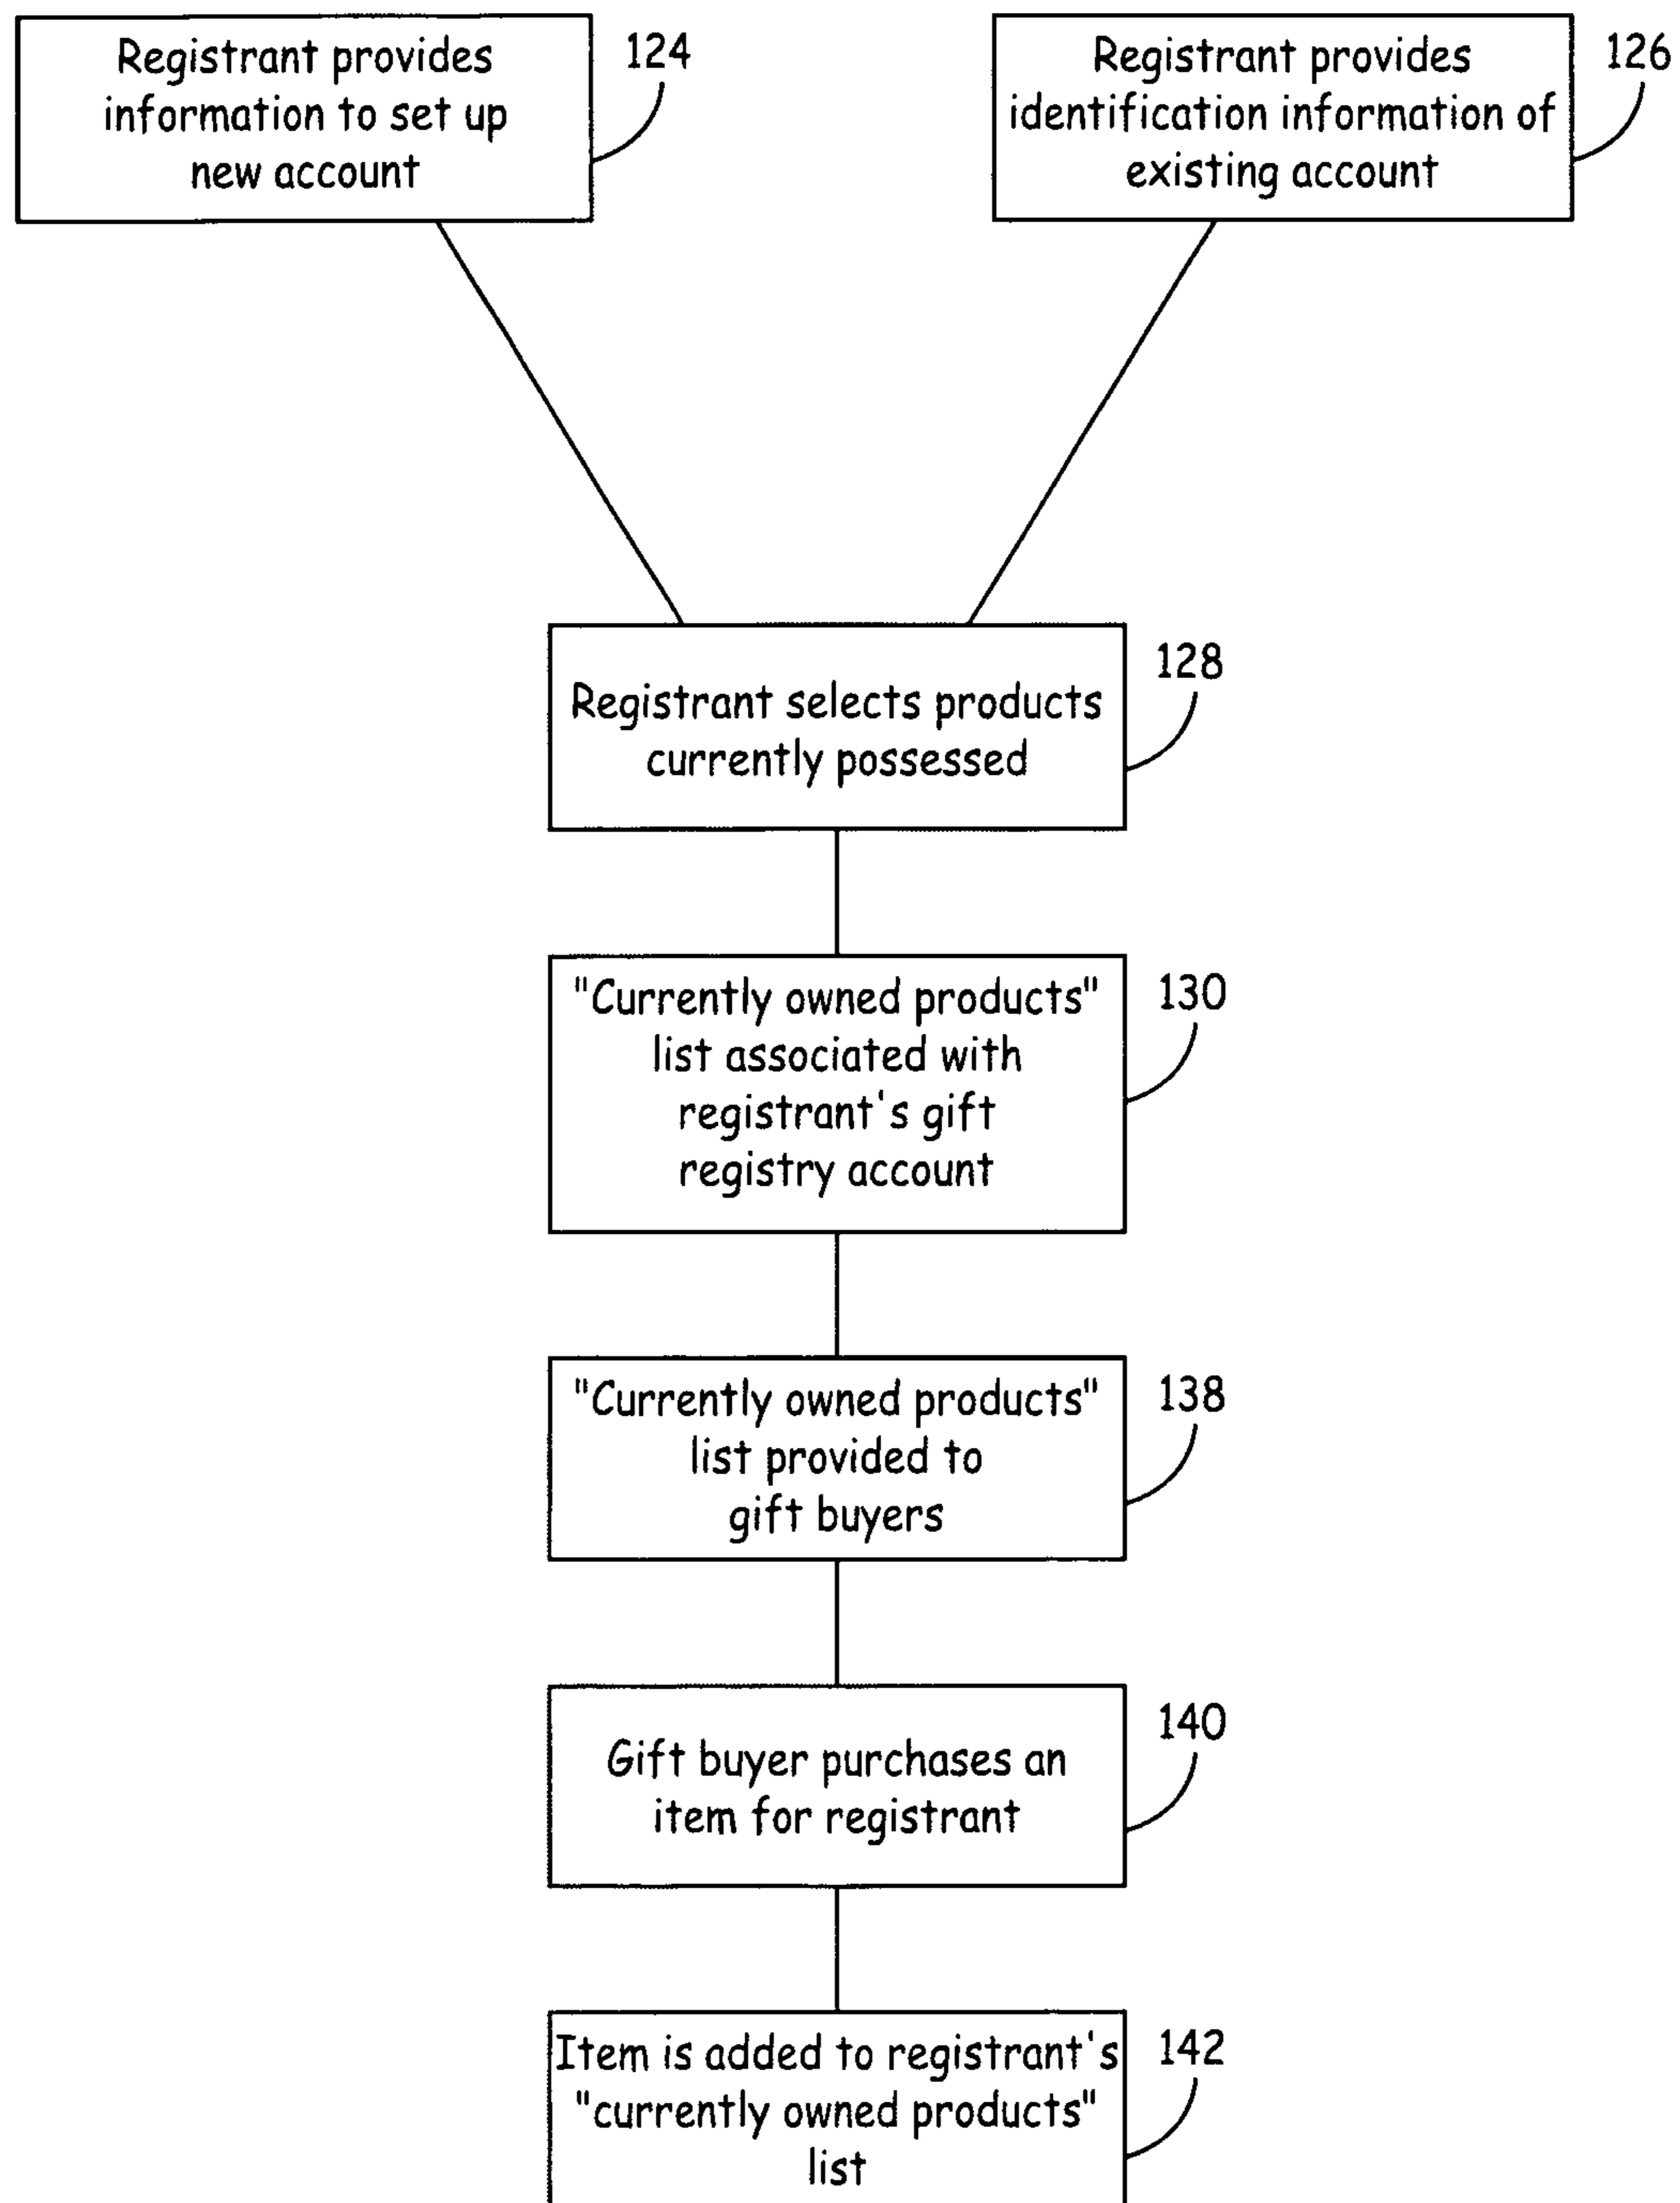 Registrant provides
information to set up
new account
124
Registrant provides
identification information of
existing account
126
Registrant selects products
currently possessed
128
"Currently owned products"
list associated with
registrant's gift
registry account
130
"Currently owned products"
list provided to
gift buyers
138
Gift buyer purchases an
item for registrant
140
Item is added to registrant's
"currently owned products"
list
142